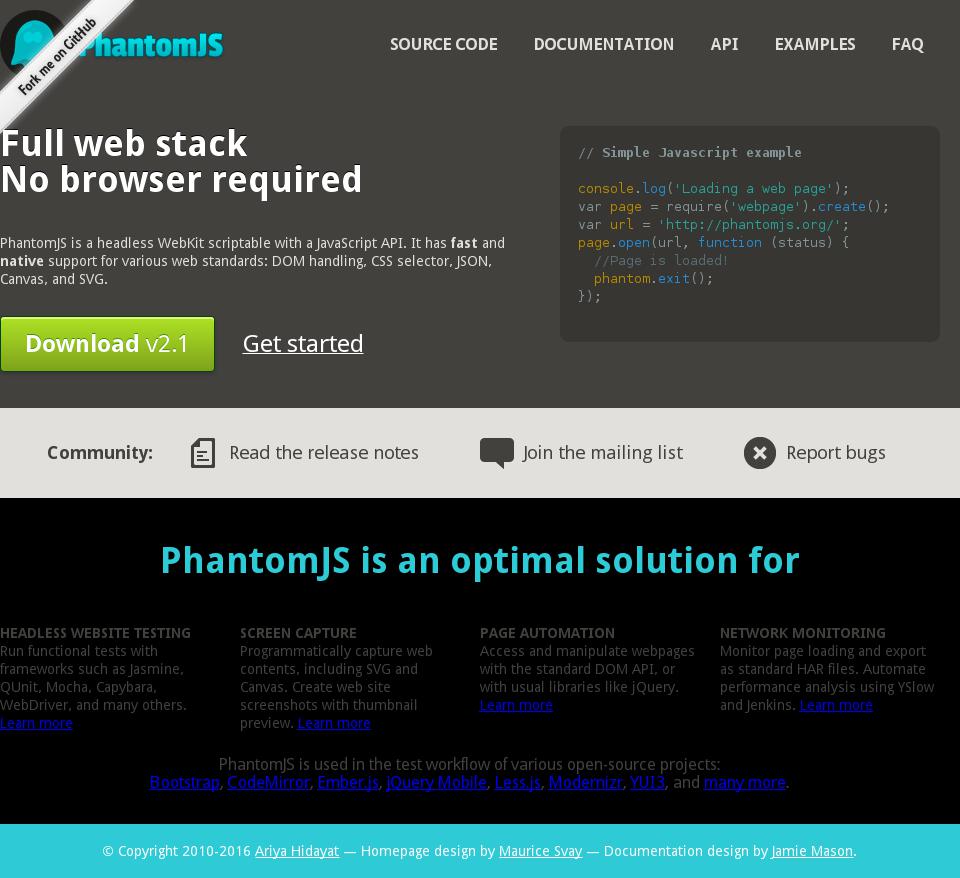 Fork me on GitHub
PhantomJS
SOURCE CODE DOCUMENTATION API EXAMPLES FAQ
Full web stack
No browser required
PhantomJS is a headless WebKit scriptable with a JavaScript API. It has fast and
native support for various web standards: DOM handling, CSS selector, JSON,
Canvas, and SVG.
Download v2.1 Get started
// Simple Javascript example
console.log('Loading a web page');
var page = require('webpage').create();
var url = 'http://phantomjs.org/';
page.open(url, function (status) {
  //Page is loaded!
  phantom.exit();
});
Community: Read the release notes Join the mailing list Report bugs
PhantomJS is an optimal solution for
HEADLESS WEBSITE TESTING
Run functional tests with
frameworks such as Jasmine,
QUnit, Mocha, Capybara,
WebDriver, and many others.
Learn more
SCREEN CAPTURE
Programmatically capture web
contents, including SVG and
Canvas. Create web site
screenshots with thumbnail
preview. Learn more
PAGE AUTOMATION
Access and manipulate webpages
with the standard DOM API, or
with usual libraries like jQuery.
Learn more
NETWORK MONITORING
Monitor page loading and export
as standard HAR files. Automate
performance analysis using YSlow
and Jenkins. Learn more
PhantomJS is used in the test workflow of various open-source projects:
Bootstrap, CodeMirror, Ember.js, jQuery Mobile, Less.js, Modernizr, YUI3, and many more.
© Copyright 2010-2016 Ariya Hidayat — Homepage design by Maurice Svay — Documentation design by Jamie Mason.